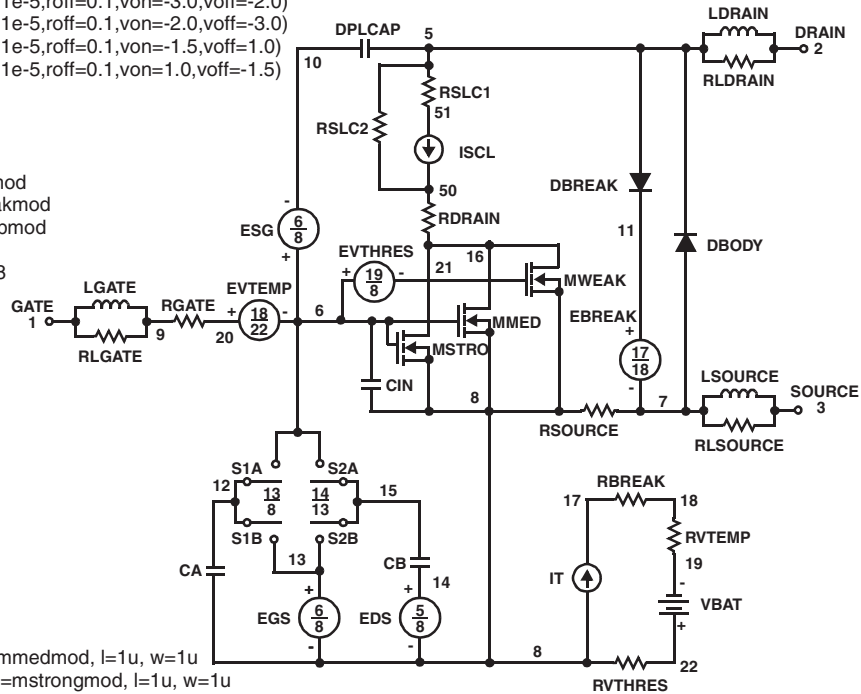 1e-5,roff=0.1,von=-3.0,voff=-2.0)
1e-5,roff=0.1,von=-2.0,voff=-3.0)
1e-5,roff=0.1,von=-1.5,voff=1.0)
1e-5,roff=0.1,von=1.0,voff=-1.5)
LDRAIN
DPLCAP
5
DRAIN
2
10
RLDRAIN
RSLC1
51
RSLC2
ISCL
50
DBREAK
RDRAIN
ESG
6
8
-
+
11
DBODY
EVTHRES
+
19
8
-
21
16
MWEAK
LGATE
GATE
1
RLGATE
9
RGATE
20
EVTEMP
+
18
22
-
6
MMED
MSTRO
EBREAK
+
17
18
-
CIN
8
RSOURCE
7
LSOURCE
SOURCE
3
RLSOURCE
S1A
S2A
12
13
8
14
13
15
S1B
S2B
13
CA
CB
14
+
EGS
6
8
-
+
EDS
5
8
-
RBREAK
17
18
RVTEMP
19
IT
-
VBAT
+
8
22
RVTHRES
mmedmod, l=1u, w=1u
=mstrongmod, l=1u, w=1u